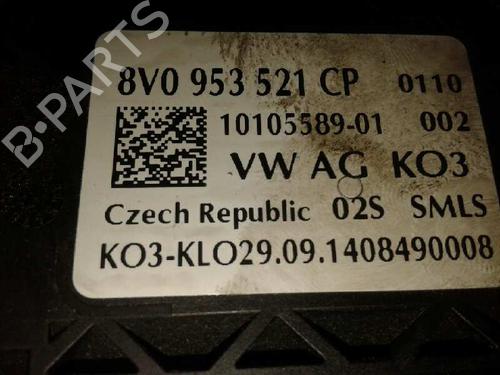 B-PARTS
8V0 953 521 CP 0110
10105589-01 002
VW AG KO3
Czech Republic 02S SMLS
KO3-KLO29.09.1408490008